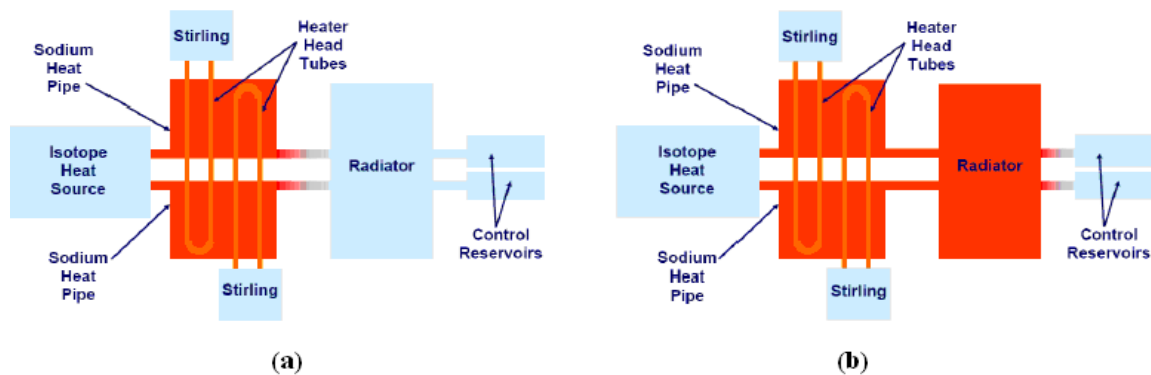 Stirling
Heater
Head
Tubes
Sodium
Heat
Pipe
Isotope
Heat
Source
Radiator
Control
Reservoirs
Sodium
Heat
Pipe
Stirling
(a)
Stirling
Heater
Head
Tubes
Sodium
Heat
Pipe
Isotope
Heat
Source
Radiator
Control
Reservoirs
Sodium
Heat
Pipe
Stirling
(b)